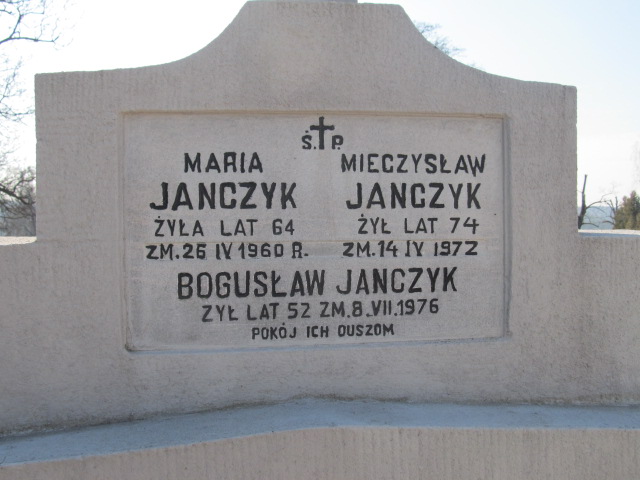 Ś.P.
MARIA
JANCZYK
ŻYŁA LAT 64
ZM.26 IV 1960 R.
MIECZYSŁAW
JANCZYK
ŻYŁ LAT 74
ZM.14 IV 1972
BOGUSŁAW JANCZYK
ŻYŁ LAT 52 ZM.8.VII.1976
POKÓJ ICH DUSZOM